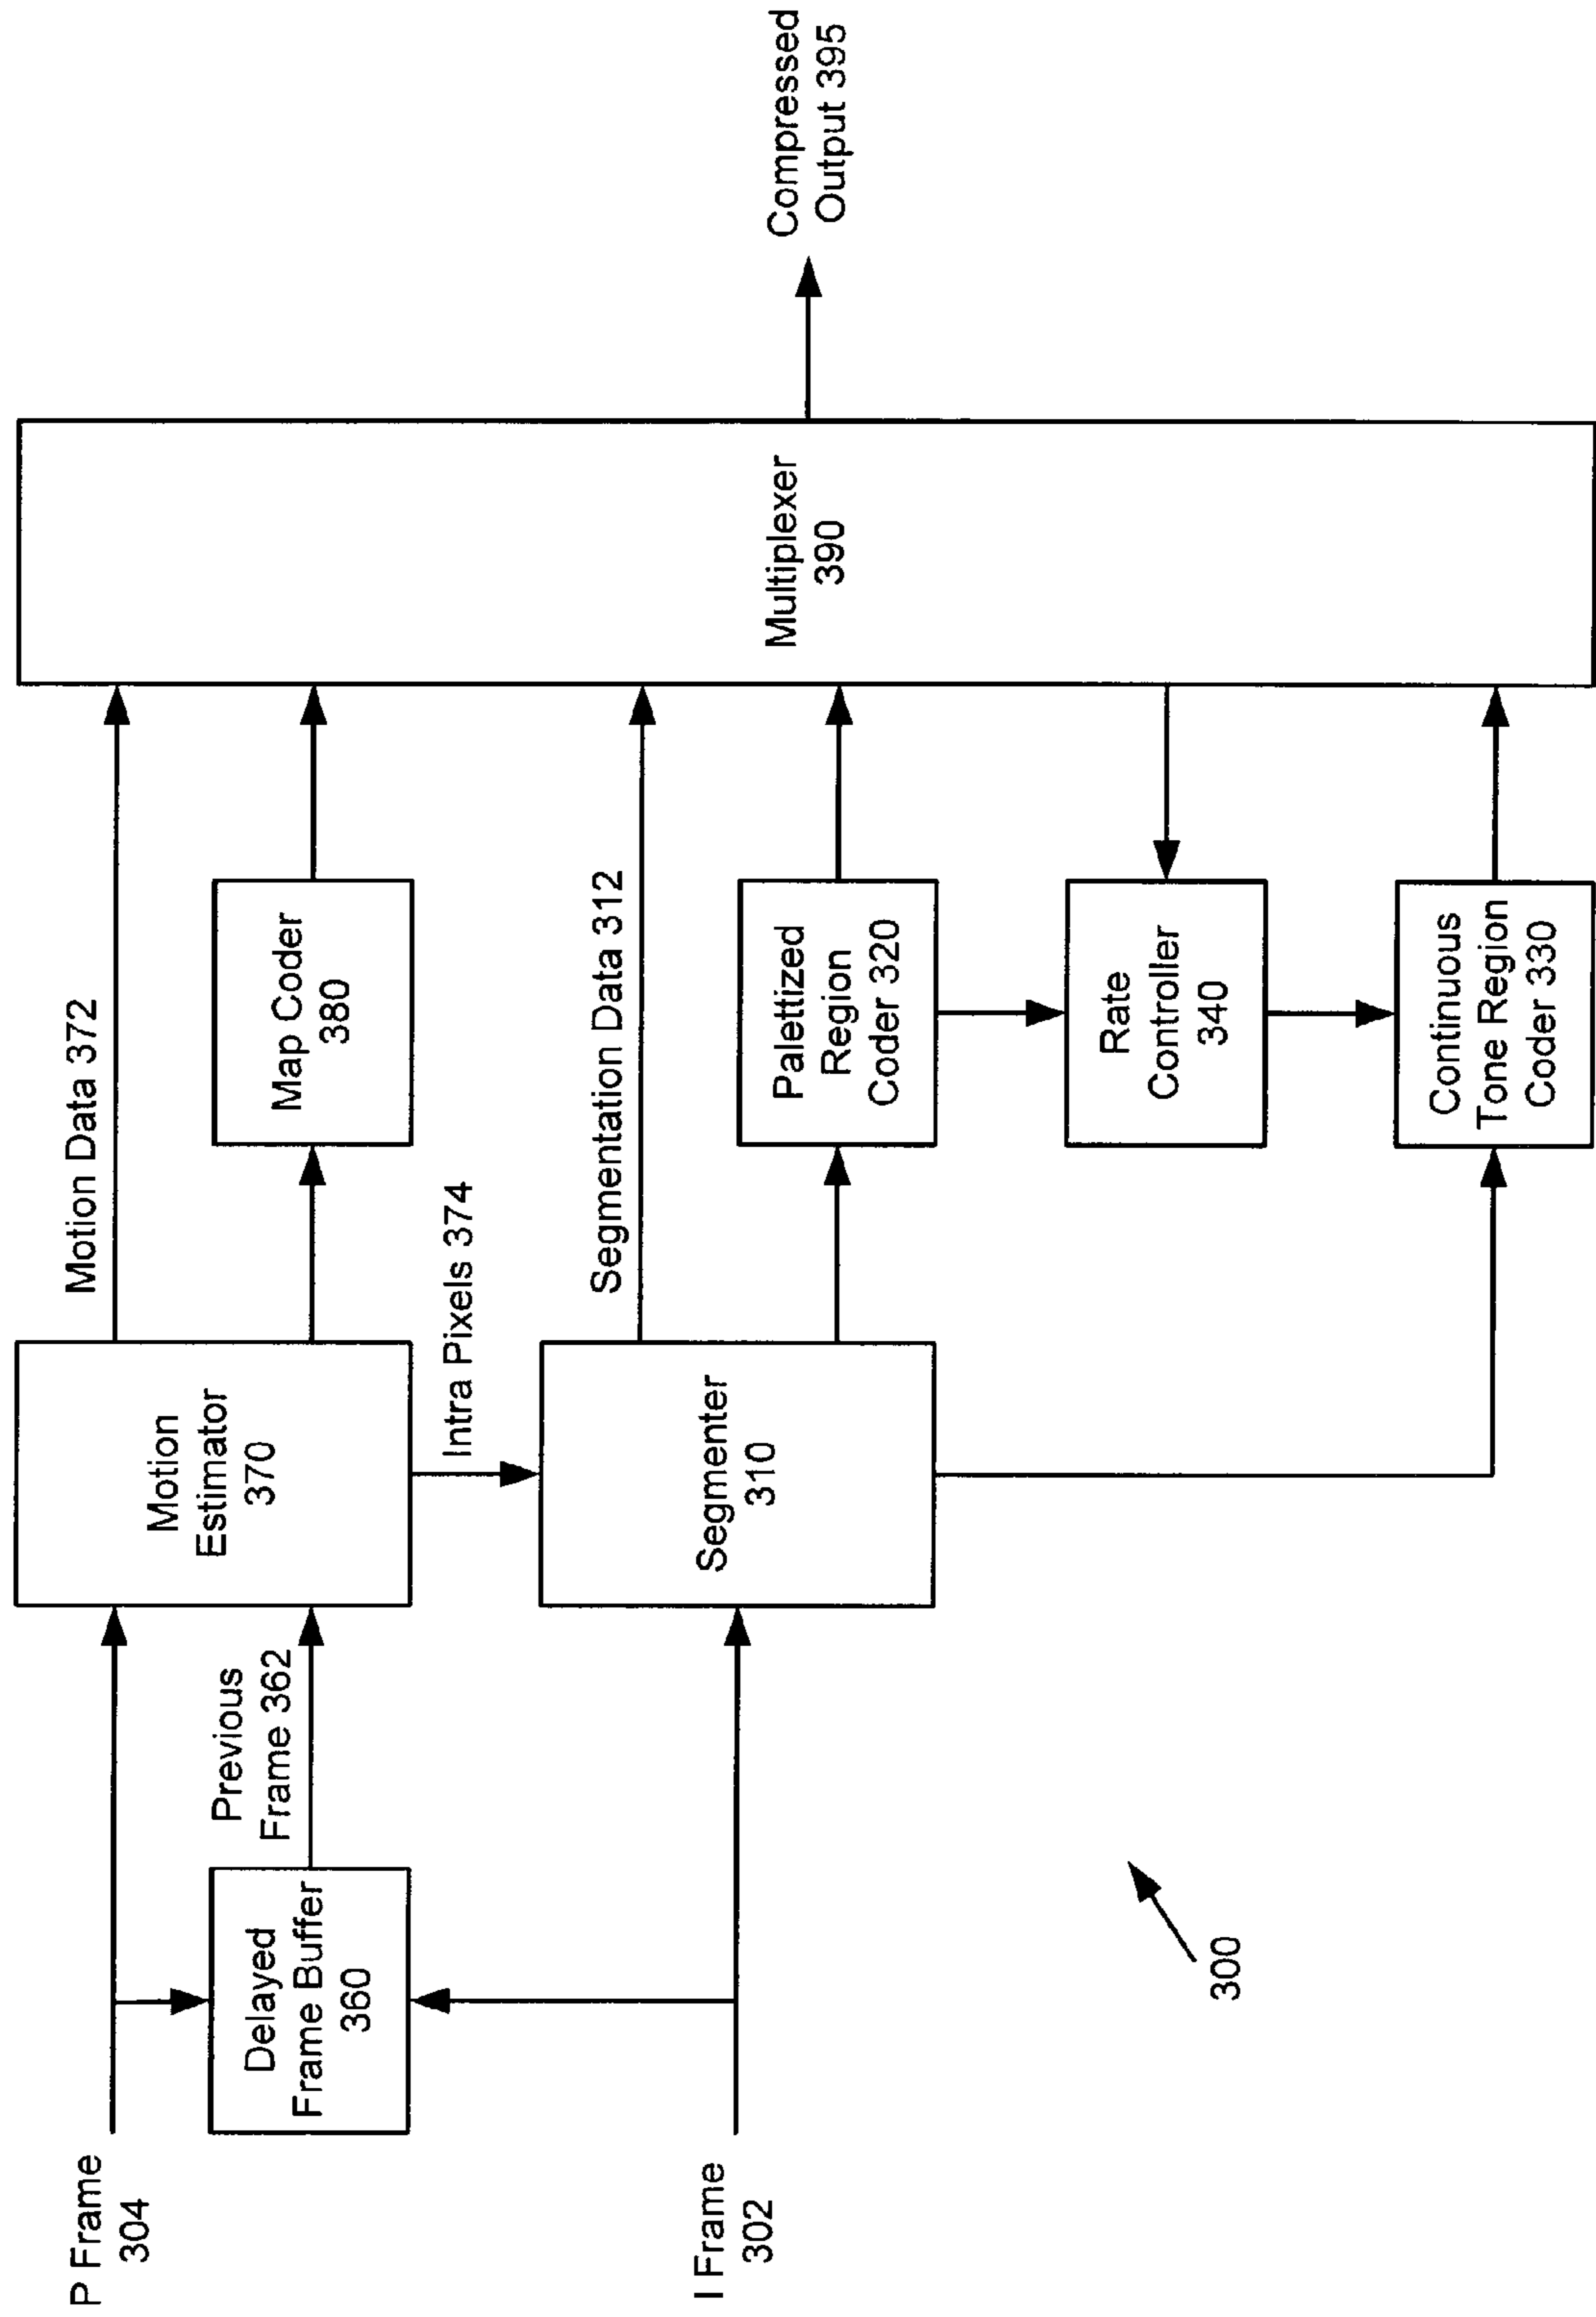 P Frame
304
I Frame
302
Delayed
Frame Buffer
360
Previous
Frame 362
Motion
Estimator
370
Intra Pixels 374
Segmenter
310
Motion Data 372
Map Coder
380
Segmentation Data 312
Palettized
Region
Coder 320
Rate
Controller
340
Continuous
Tone Region
Coder 330
Multiplexer
390
Compressed
Output 395
300